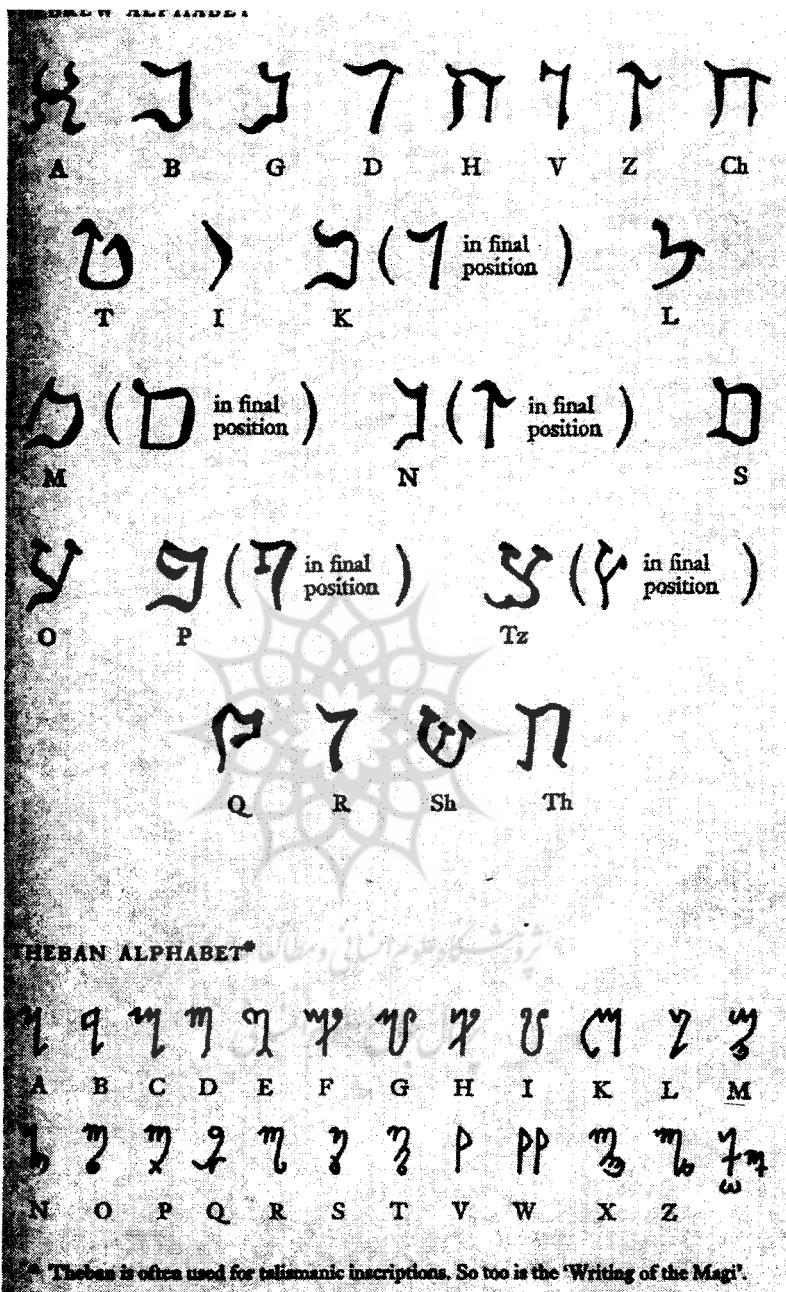 HEBREW ALPHABET
א ב ג ד ה ו ז ח
A B G D H V Z Ch
ט י כ ( ך in final position ) ל
T I K L
מ ( ם in final position ) נ ( ן in final position ) ס
M N S
ע פ ( ף in final position ) צ ( ץ in final position )
O P Tz
ק ר ש ת
Q R Sh Th
THEBAN ALPHABET*
A B C D E F G H I K L M
N O P Q R S T V W X Z
* Theban is often used for talismanic inscriptions. So too is the ‘Writing of the Magi’.